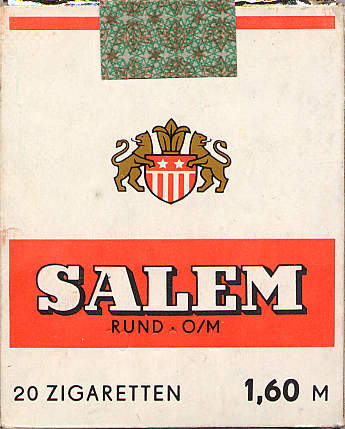 SALEM
RUND · O/M
20 ZIGARETTEN 1,60 M